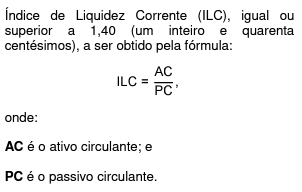 Índice de Liquidez Corrente (ILC), igual ou
superior a 1,40 (um inteiro e quarenta
centésimos), a ser obtido pela fórmula:
ILC = AC
PC ,
onde:
AC é o ativo circulante; e
PC é o passivo circulante.